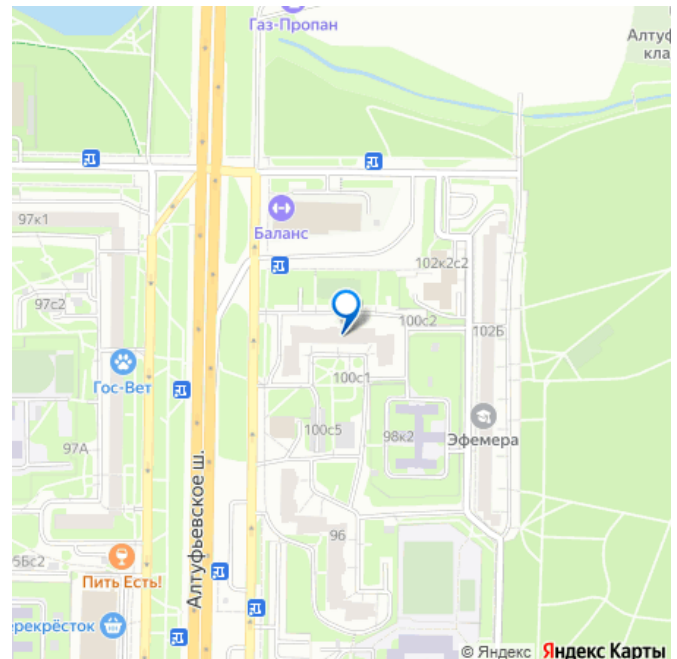 Газ-Пропан
Алтуф
кла
97к1
Баланс
102к2с2
97с2
100с2
102Б
Гос-Вет
100с1
100с5
98к2
Эфемера
97А
Алтуфьевское ш.
96
5Бс2
Пить Есть!
ерекрёсток
© Яндекс Яндекс Карты